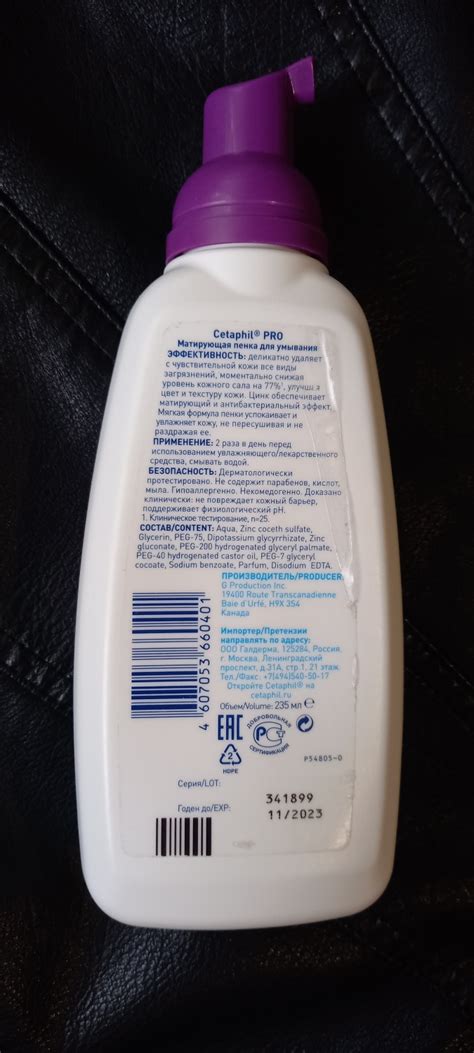 Cetaphil® PRO
Матирующая пенка для умывания
ЭФФЕКТИВНОСТЬ: деликатно удаляет
с чувствительной кожи все виды
загрязнений, моментально снижая
уровень кожного сала на 77%¹, улучшая
цвет и текстуру кожи. Цинк обеспечивает
матирующий и антибактериальный эффект.
Мягкая формула пенки успокаивает и
увлажняет кожу, не пересушивая и не
раздражая ее.
ПРИМЕНЕНИЕ: 2 раза в день перед
использованием увлажняющего/лекарственного
средства, смывать водой.
БЕЗОПАСНОСТЬ: Дерматологически
протестировано. Не содержит парабенов, кислот,
мыла. Гипоаллергенно. Некомедогенно. Доказано
клинически: не повреждает кожный барьер,
поддерживает физиологический pH.
1. Клиническое тестирование, n=25.
СОСТАВ/CONTENT: Aqua, Zinc coceth sulfate,
Glycerin, PEG-75, Dipotassium glycyrrhizate, Zinc
gluconate, PEG-200 hydrogenated glyceryl palmate,
PEG-40 hydrogenated castor oil, PEG-7 glyceryl
cocoate, Sodium benzoate, Parfum, Disodium EDTA.
ПРОИЗВОДИТЕЛЬ/PRODUCER
G Production Inc.
19400 Route Transcanadienne
Baie d'Urfé, H9X 3S4
Канада
Импортер/Претензии
направлять по адресу:
ООО Галдерма, 125284, Россия,
г. Москва, Ленинградский
проспект, д.31А, стр.1, 21 этаж.
Тел./Факс. +7(494)540-50-17
Откройте Cetaphil® на
cetaphil.ru
Объем/Volume: 235 мл ℮
4 607053 660401
EAC
ДОБРОВОЛЬНАЯ
СЕРТИФИКАЦИЯ
2
HDPE
P54805-0
Серия/LOT:
341899
Годен до/EXP:
11/2023